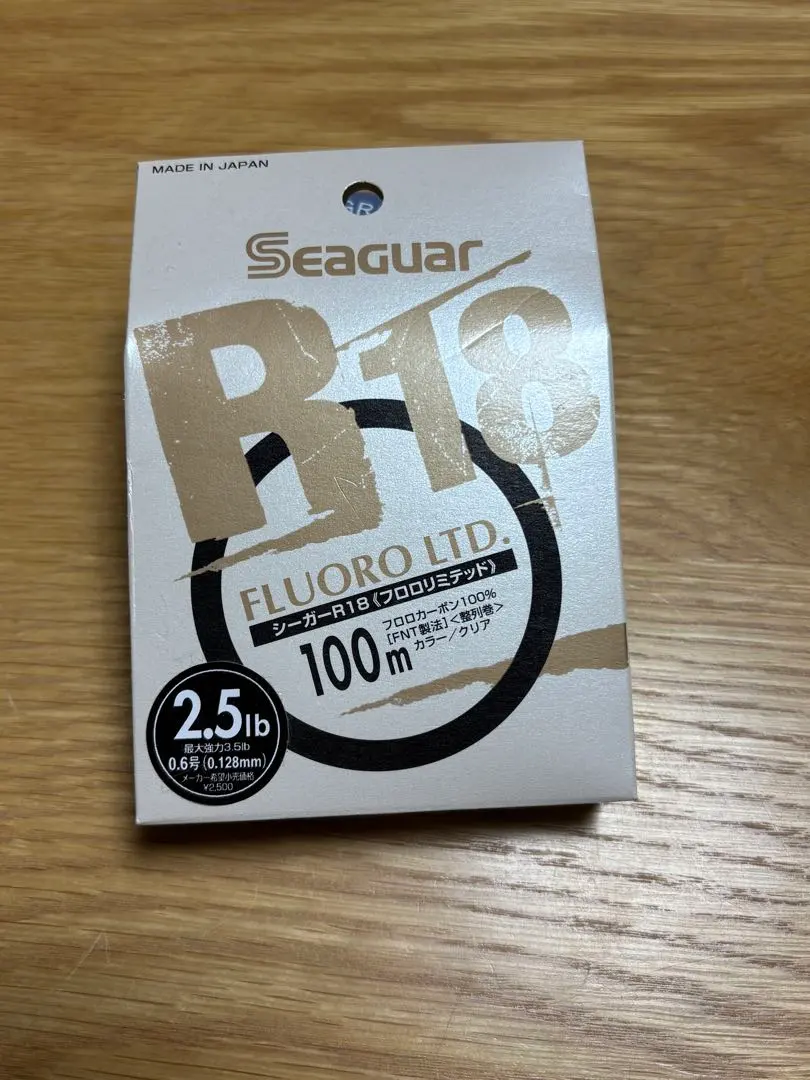 MADE IN JAPAN
GR
Seaguar
R18
FLUORO LTD.
シーガーR18《フロロリミテッド》
100m
フロロカーボン100%
[FNT製法]<整列巻>
カラー/クリア
2.5lb
最大強力3.5lb
0.6号(0.128mm)
メーカー希望小売価格
¥2,500